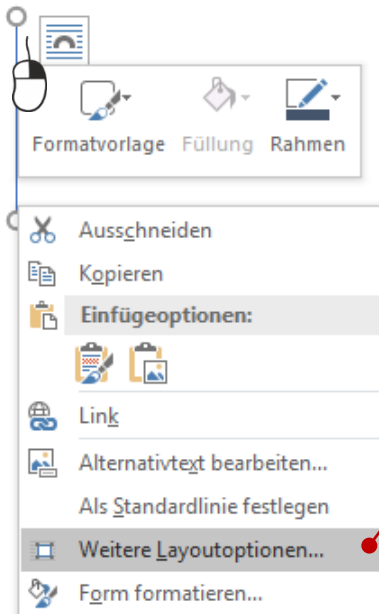 Formatvorlage Füllung Rahmen
Ausschneiden
Kopieren
Einfügeoptionen:
Link
Alternativtext bearbeiten...
Als Standardlinie festlegen
Weitere Layoutoptionen...
Form formatieren...